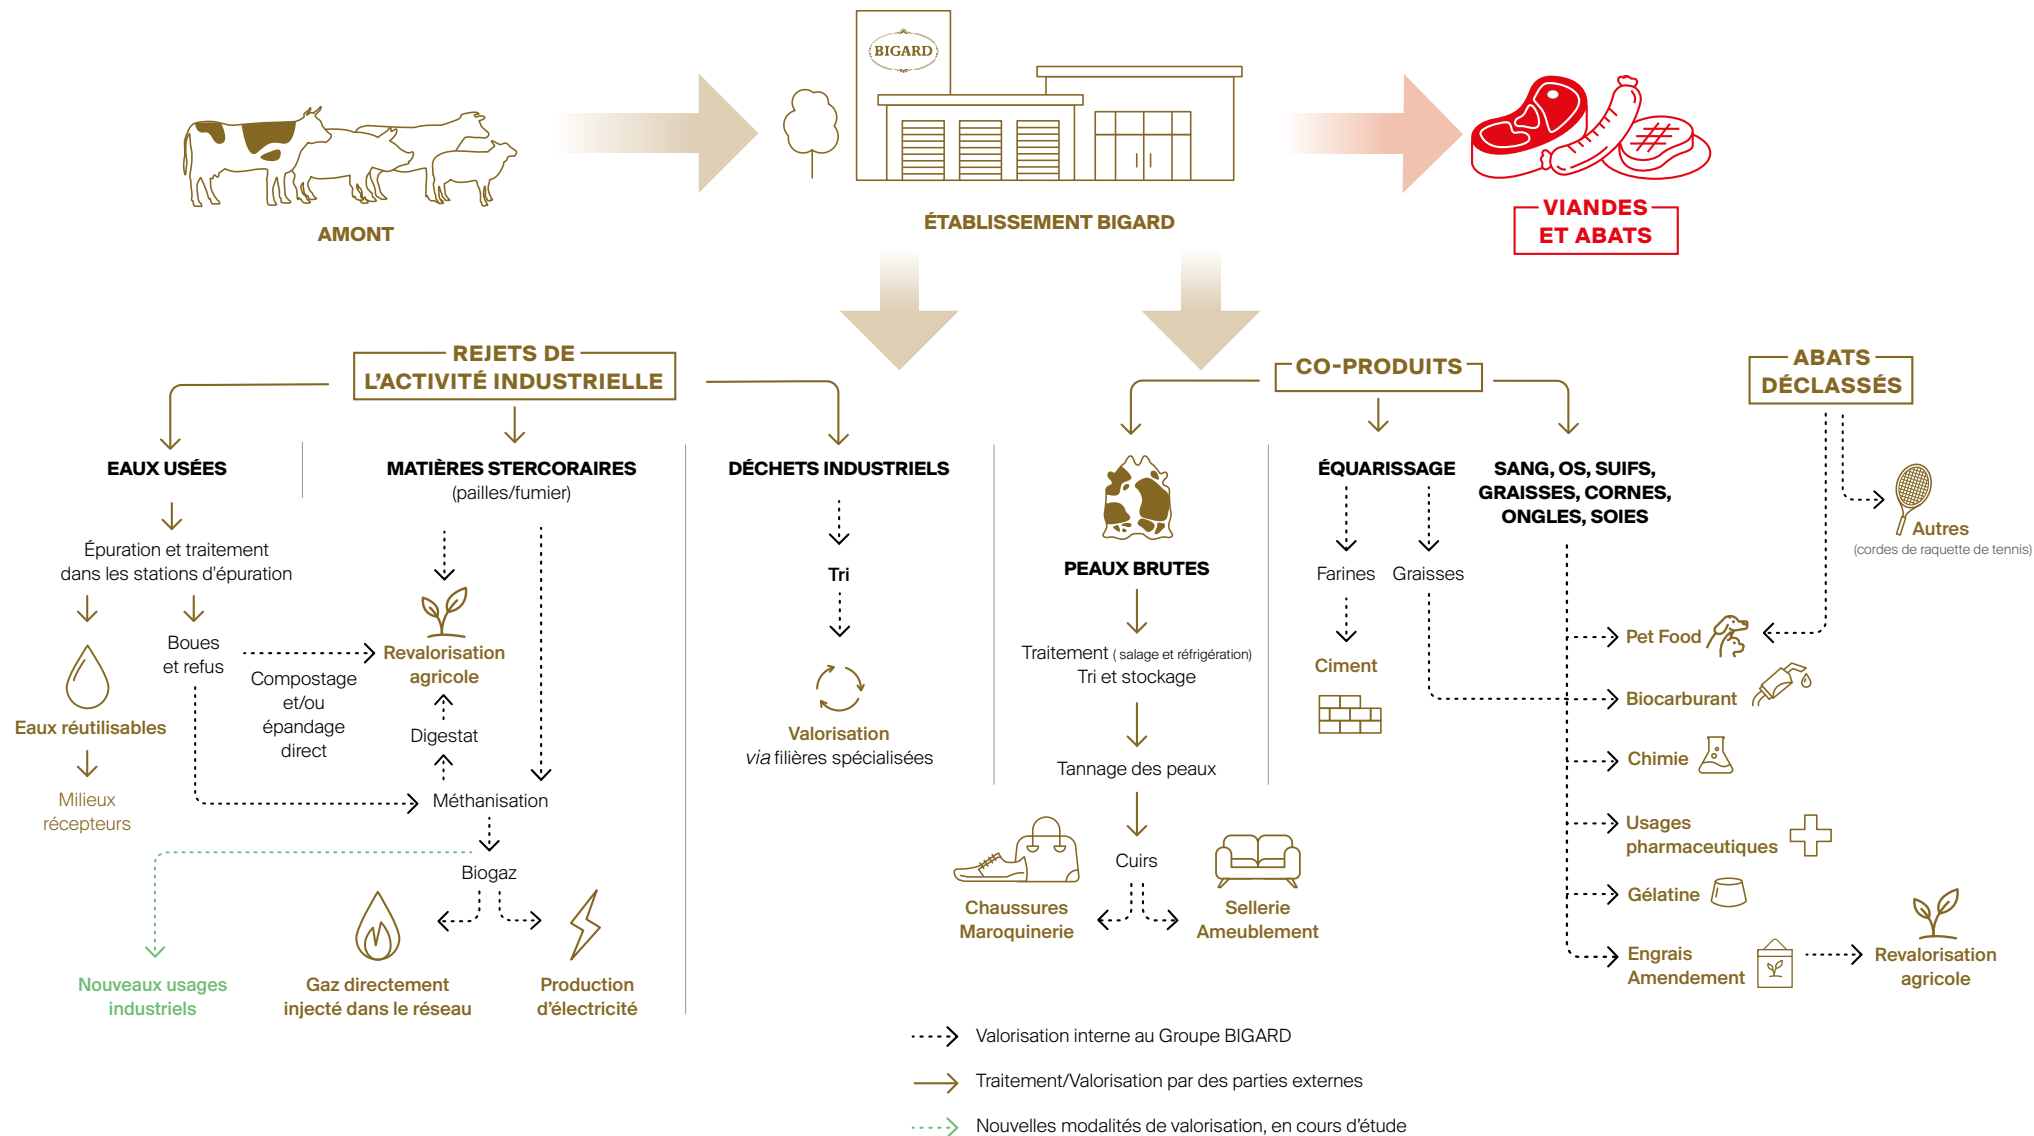 BIGARD
AMONT
ÉTABLISSEMENT BIGARD
VIANDES
ET ABATS
REJETS DE
L'ACTIVITÉ INDUSTRIELLE
CO-PRODUITS
ABATS
DÉCLASSÉS
EAUX USÉES
MATIÈRES STERCORAIRES
(pailles/fumier)
DÉCHETS INDUSTRIELS
ÉQUARISSAGE
SANG, OS, SUIFS,
GRAISSES, CORNES,
ONGLES, SOIES
Autres
(cordes de raquette de tennis)
Épuration et traitement
dans les stations d'épuration
Boues
et refus
Eaux réutilisables
Milieux
récepteurs
Compostage
et/ou
épandage
direct
Revalorisation
agricole
Digestat
Méthanisation
Biogaz
Nouveaux usages
industriels
Gaz directement
injecté dans le réseau
Production
d'électricité
Tri
Valorisation
via filières spécialisées
PEAUX BRUTES
Traitement ( salage et réfrigération)
Tri et stockage
Tannage des peaux
Cuirs
Chaussures
Maroquinerie
Sellerie
Ameublement
Farines
Graisses
Ciment
Pet Food
Biocarburant
Chimie
Usages
pharmaceutiques
Gélatine
Engrais
Amendement
Revalorisation
agricole
Valorisation interne au Groupe BIGARD
Traitement/Valorisation par des parties externes
Nouvelles modalités de valorisation, en cours d'étude